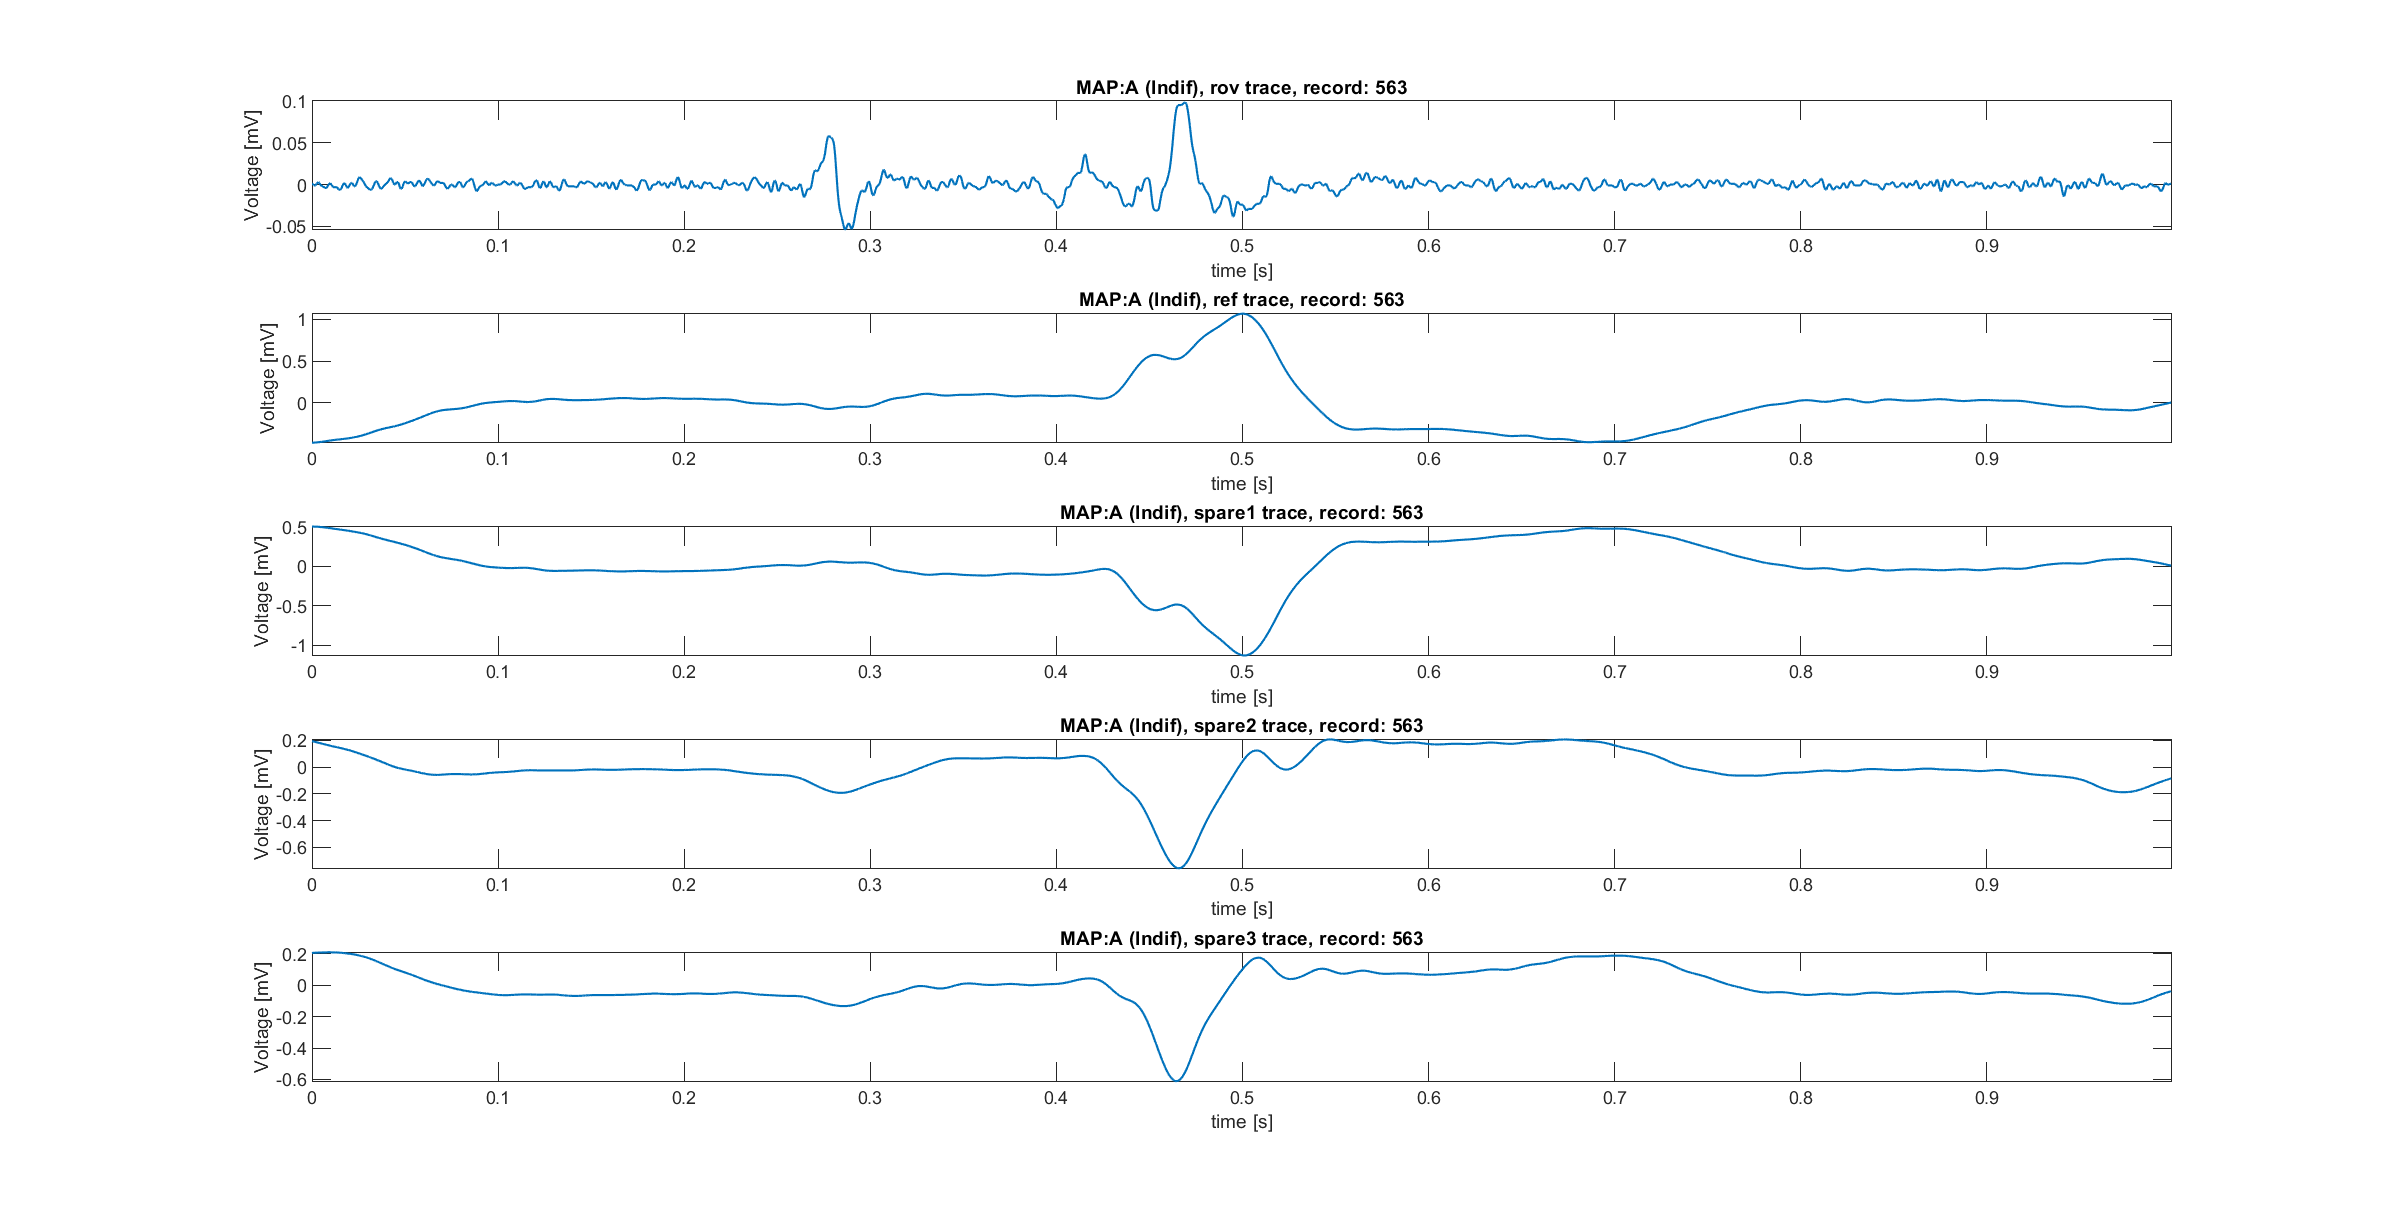 MAP:A (Indif), rov trace, record: 563
Voltage [mV]
0.1
0.05
0
-0.05
0 0.1 0.2 0.3 0.4 0.5 0.6 0.7 0.8 0.9
time [s]
MAP:A (Indif), ref trace, record: 563
Voltage [mV]
1
0.5
0
0 0.1 0.2 0.3 0.4 0.5 0.6 0.7 0.8 0.9
time [s]
MAP:A (Indif), spare1 trace, record: 563
Voltage [mV]
0.5
0
-0.5
-1
0 0.1 0.2 0.3 0.4 0.5 0.6 0.7 0.8 0.9
time [s]
MAP:A (Indif), spare2 trace, record: 563
Voltage [mV]
0.2
0
-0.2
-0.4
-0.6
0 0.1 0.2 0.3 0.4 0.5 0.6 0.7 0.8 0.9
time [s]
MAP:A (Indif), spare3 trace, record: 563
Voltage [mV]
0.2
0
-0.2
-0.4
-0.6
0 0.1 0.2 0.3 0.4 0.5 0.6 0.7 0.8 0.9
time [s]